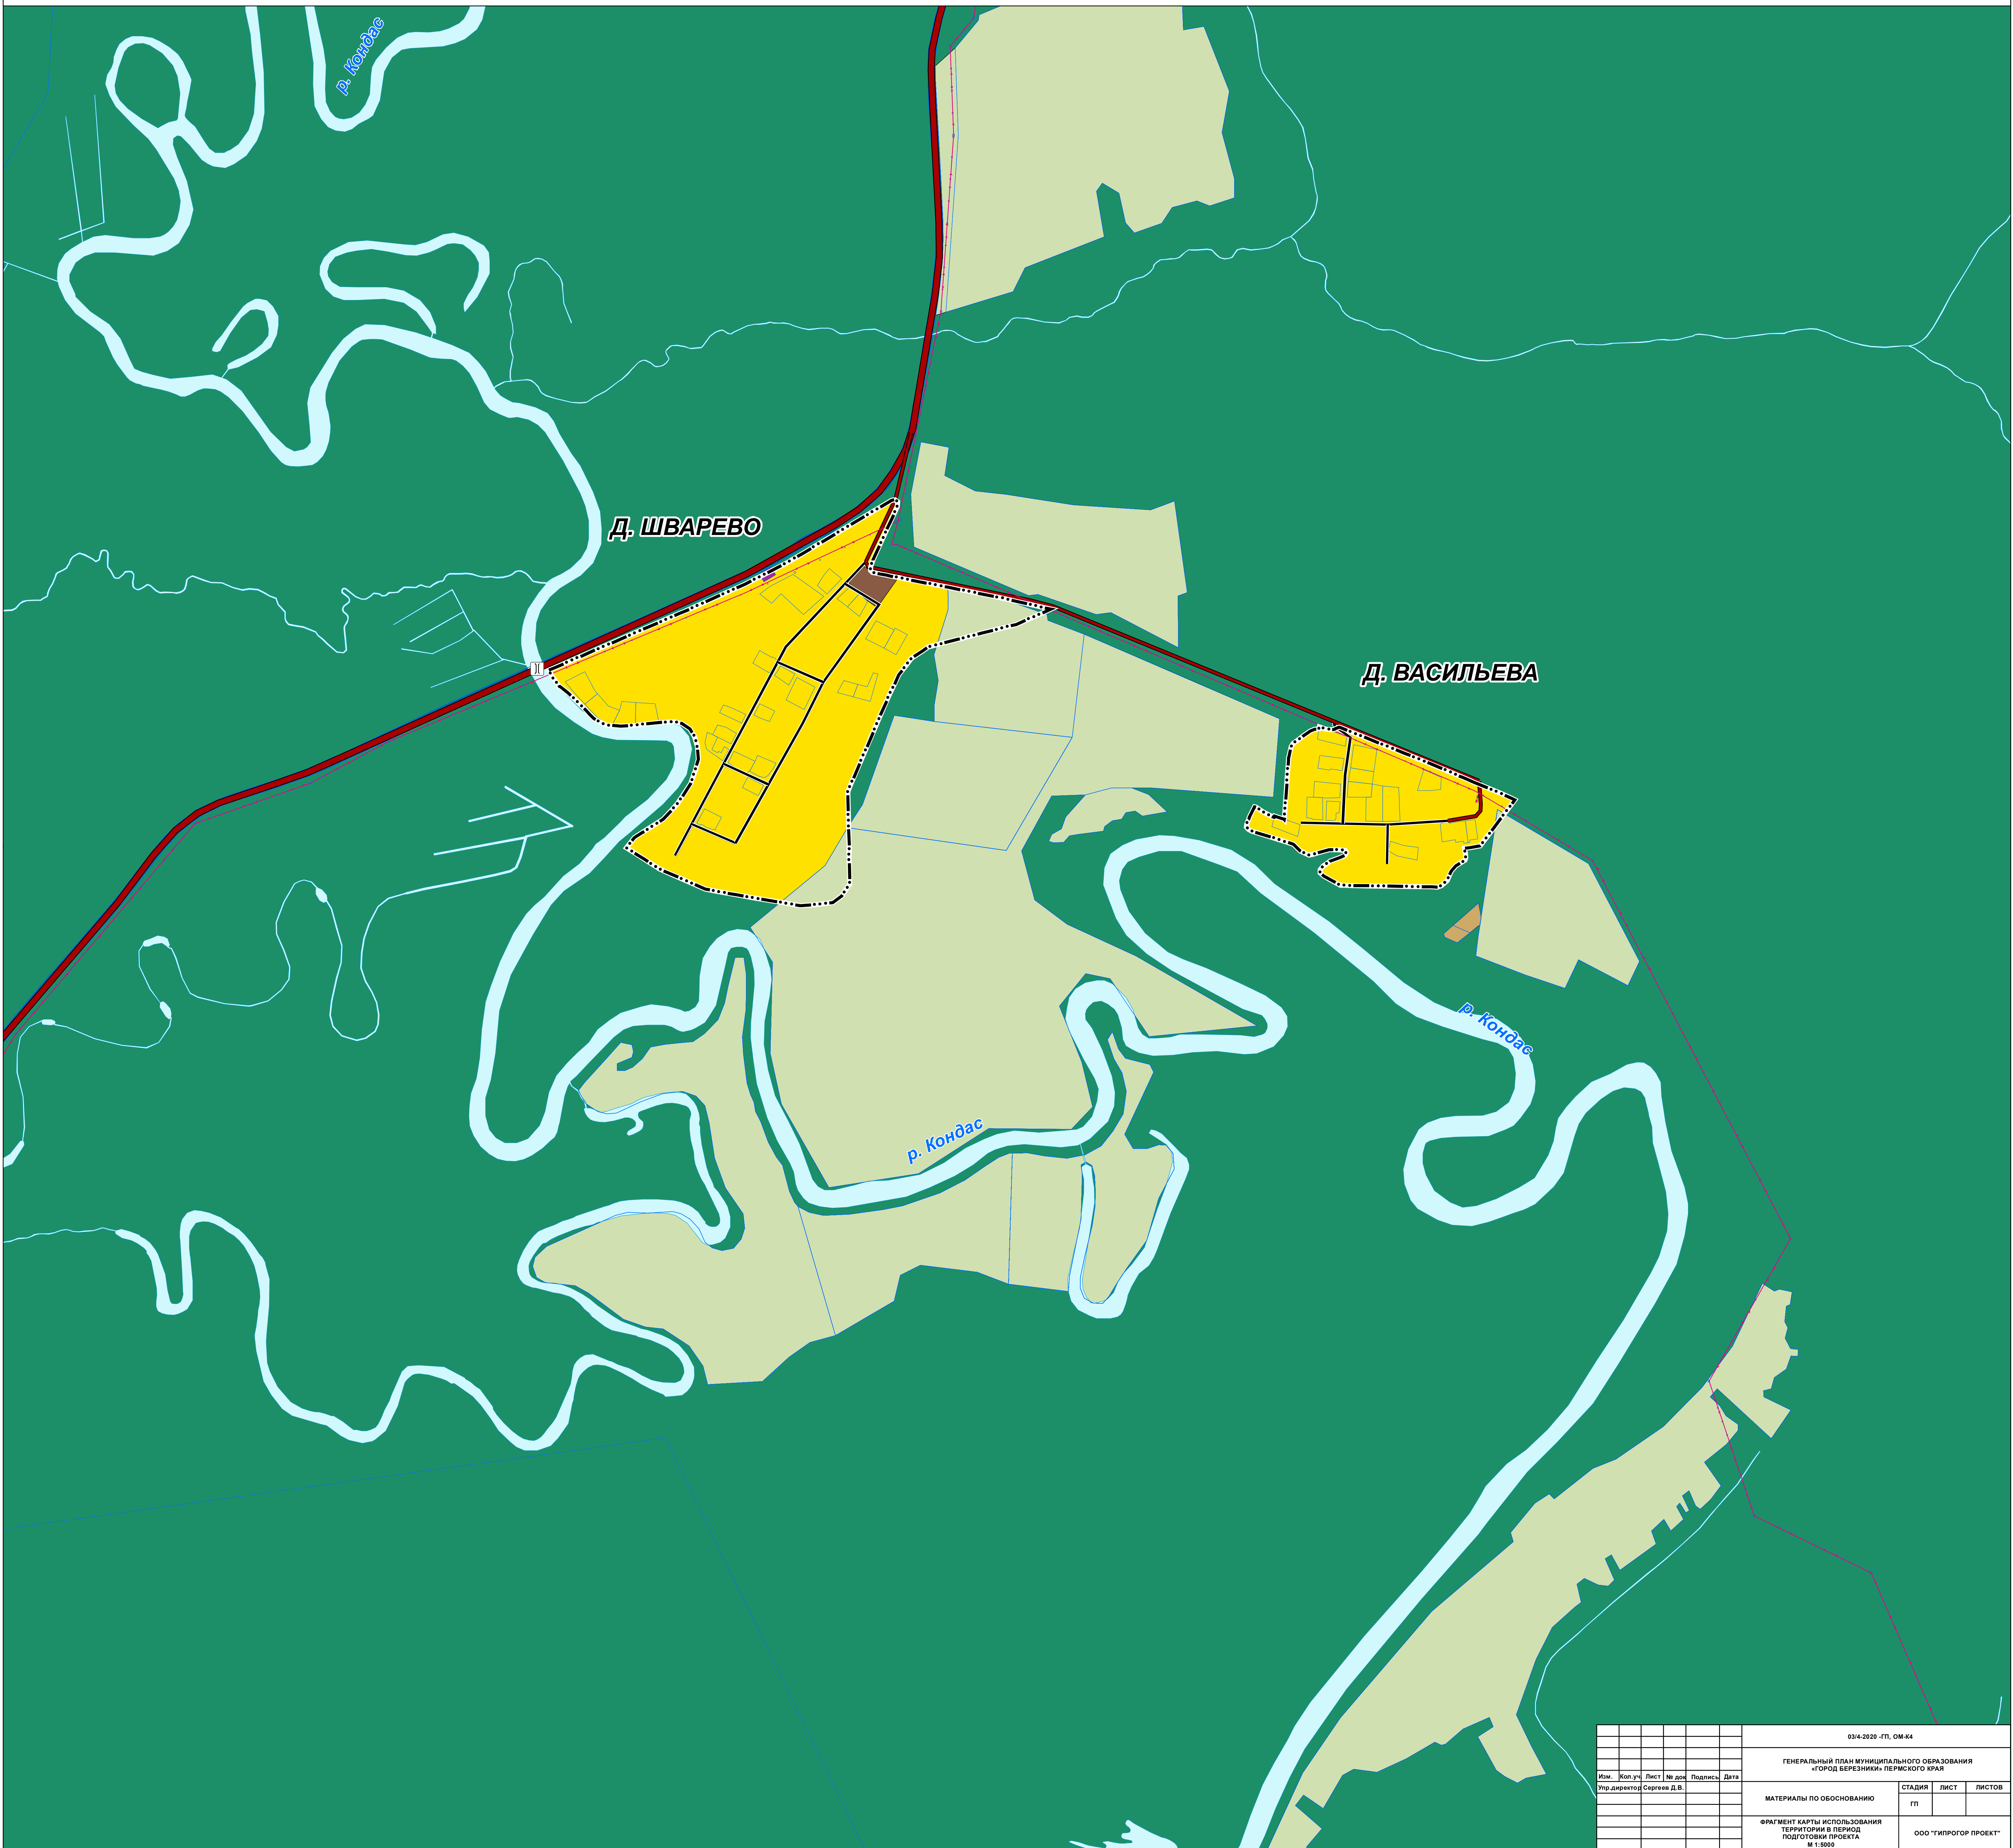 р. Кондас
Д. ШВАРЕВО
Д. ВАСИЛЬЕВА
р. Кондас
р. Кондас
03/4-2020 -ГП, ОМ-К4
ГЕНЕРАЛЬНЫЙ ПЛАН МУНИЦИПАЛЬНОГО ОБРАЗОВАНИЯ
«ГОРОД БЕРЕЗНИКИ» ПЕРМСКОГО КРАЯ
Изм. Кол.уч Лист № док Подпись Дата
Упр.директор Сергеев Д.В.
МАТЕРИАЛЫ ПО ОБОСНОВАНИЮ
СТАДИЯ ЛИСТ ЛИСТОВ
ГП
ФРАГМЕНТ КАРТЫ ИСПОЛЬЗОВАНИЯ
ТЕРРИТОРИИ В ПЕРИОД
ПОДГОТОВКИ ПРОЕКТА
М 1:5000
ООО "ГИПРОГОР ПРОЕКТ"